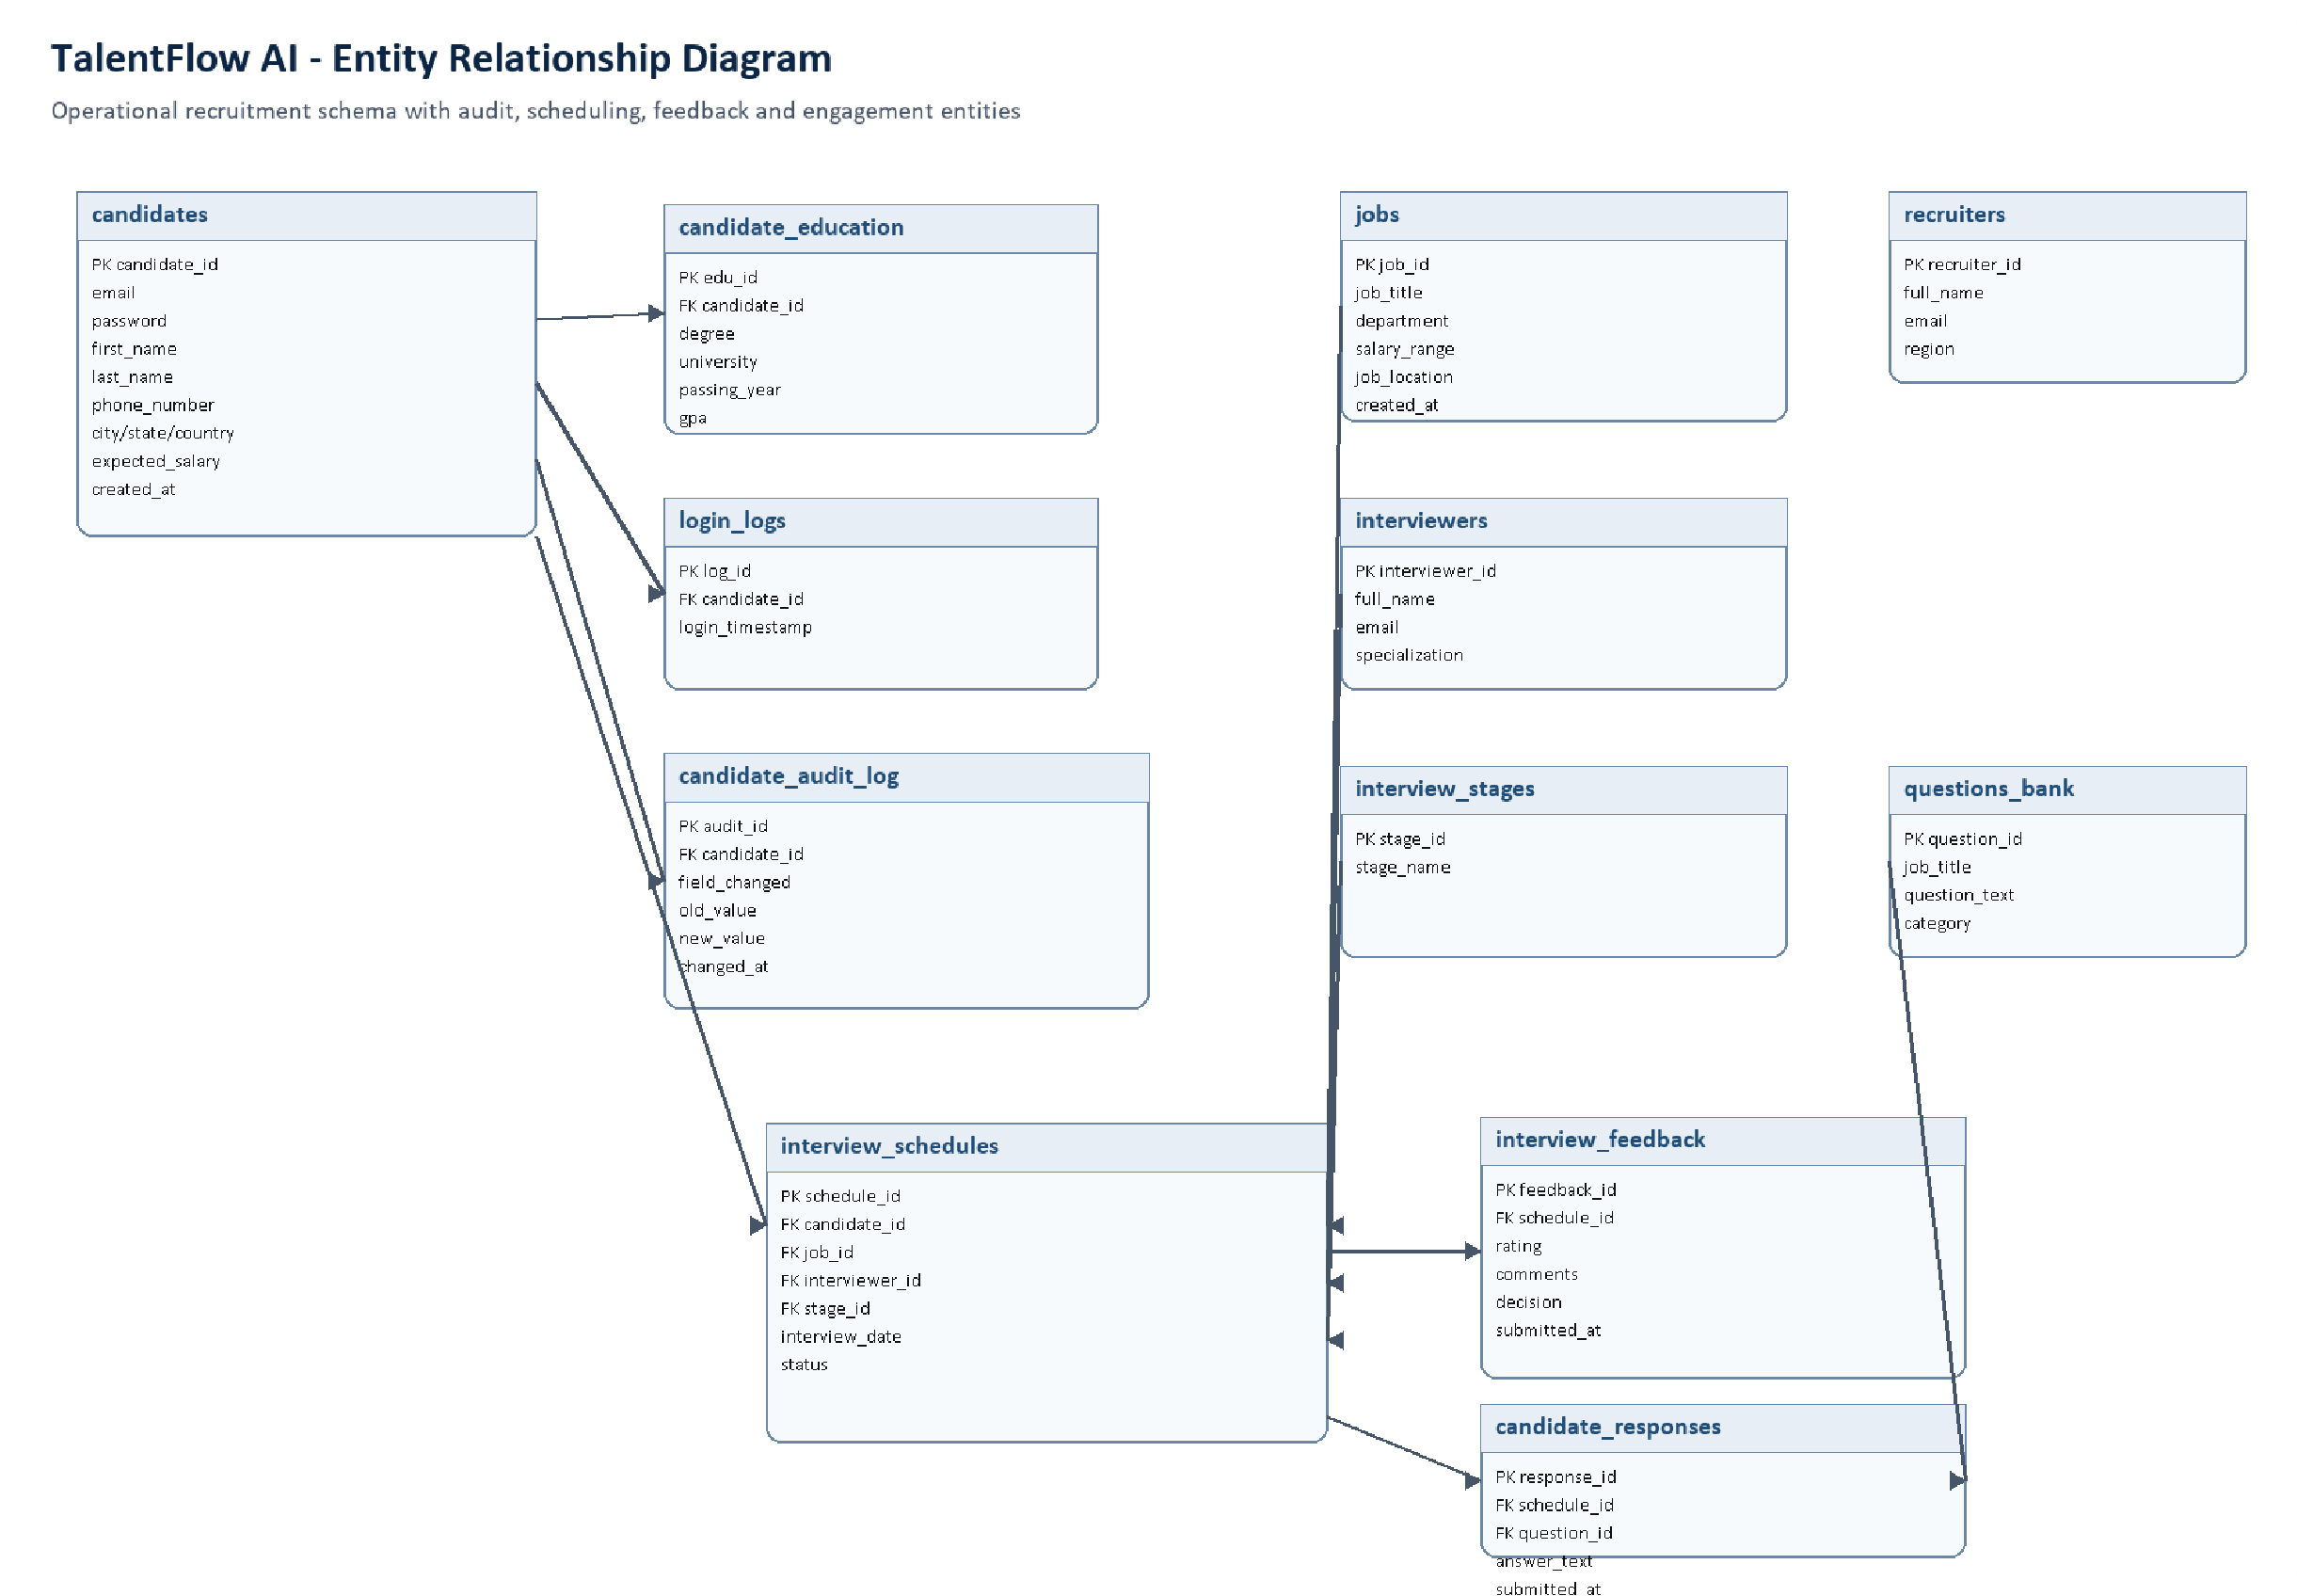 TalentFlow AI - Entity Relationship Diagram
Operational recruitment schema with audit, scheduling, feedback and engagement entities
candidates
PK candidate_id
email
password
first_name
last_name
phone_number
city/state/country
expected_salary
created_at
candidate_education
PK edu_id
FK candidate_id
degree
university
passing_year
gpa
jobs
PK job_id
job_title
department
salary_range
job_location
created_at
recruiters
PK recruiter_id
full_name
email
region
login_logs
PK log_id
FK candidate_id
login_timestamp
interviewers
PK interviewer_id
full_name
email
specialization
candidate_audit_log
PK audit_id
FK candidate_id
field_changed
old_value
new_value
changed_at
interview_stages
PK stage_id
stage_name
questions_bank
PK question_id
job_title
question_text
category
interview_schedules
PK schedule_id
FK candidate_id
FK job_id
FK interviewer_id
FK stage_id
interview_date
status
interview_feedback
PK feedback_id
FK schedule_id
rating
comments
decision
submitted_at
candidate_responses
PK response_id
FK schedule_id
FK question_id
answer_text
submitted_at